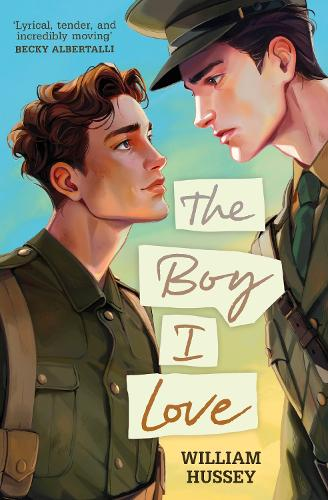 'Lyrical, tender, and
incredibly moving'
BECKY ALBERTALLI
The
Boy
I
Love
WILLIAM
HUSSEY